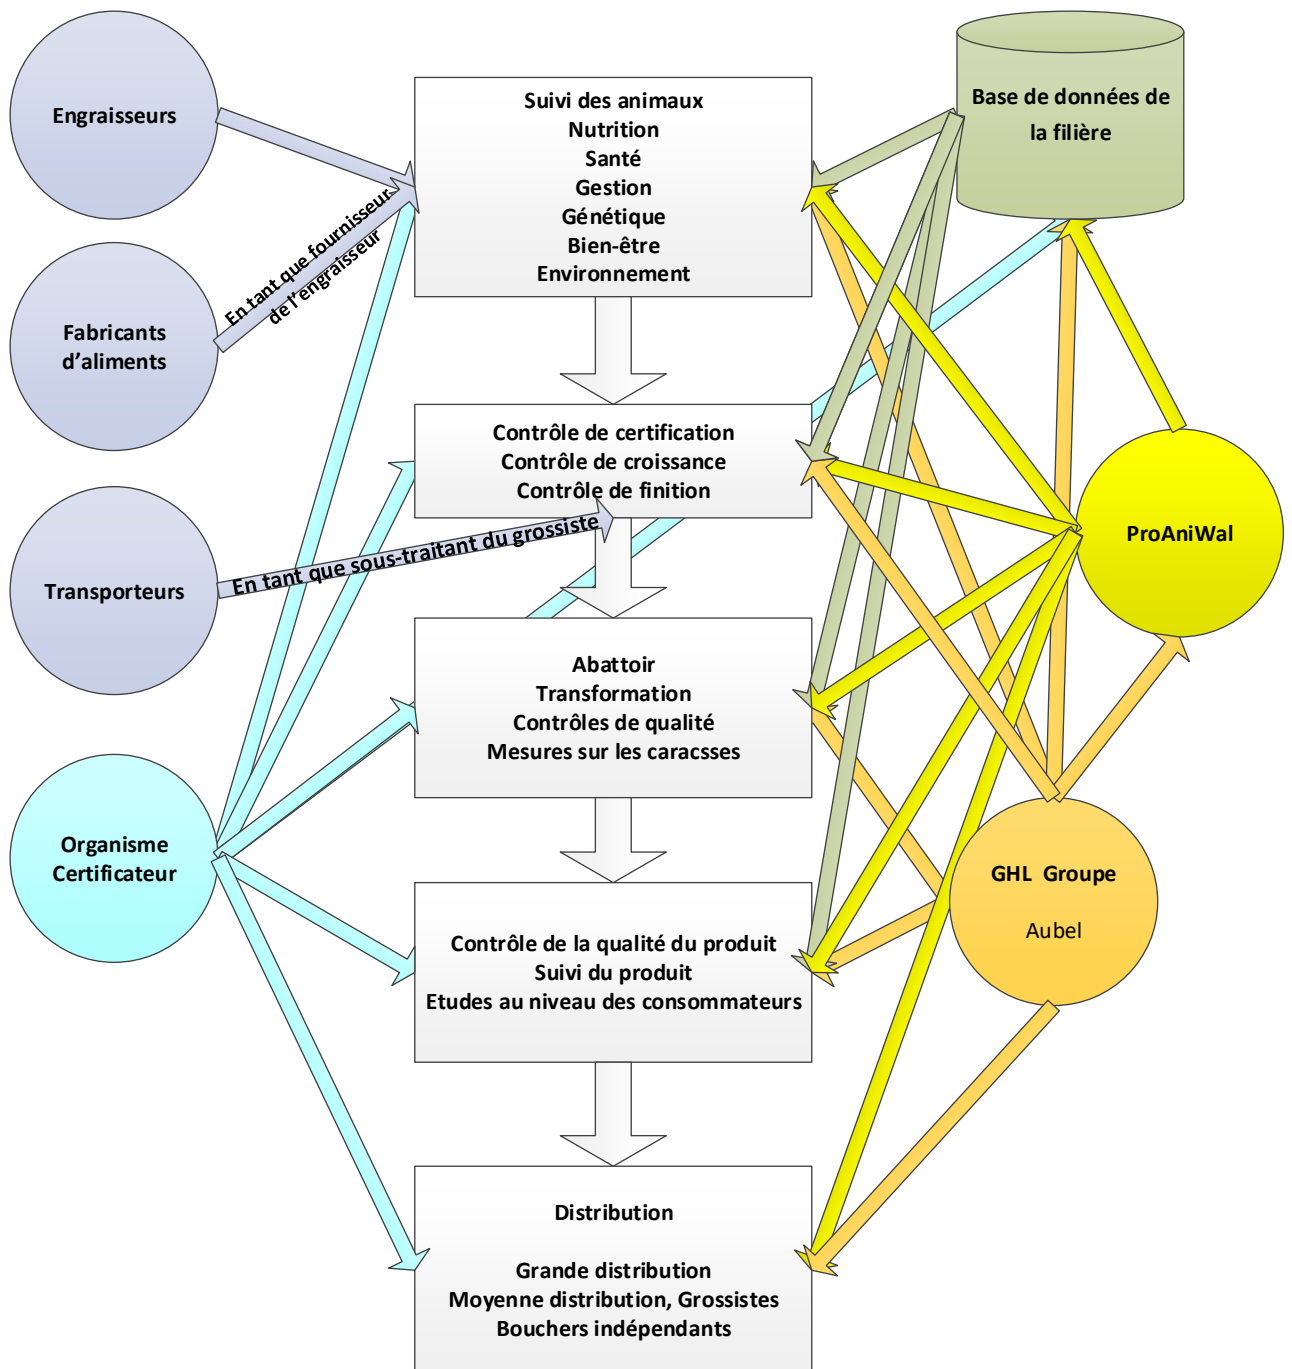 Engraisseurs
Fabricants
d’aliments
Transporteurs
Organisme
Certificateur
En tant que fournisseur
de l’engraisseur
En tant que sous-traitant du grossiste
Suivi des animaux
Nutrition
Santé
Gestion
Génétique
Bien-être
Environnement
Contrôle de certification
Contrôle de croissance
Contrôle de finition
Abattoir
Transformation
Contrôles de qualité
Mesures sur les caracsses
Contrôle de la qualité du produit
Suivi du produit
Etudes au niveau des consommateurs
Distribution
Grande distribution
Moyenne distribution, Grossistes
Bouchers indépendants
Base de données de
la filière
ProAniWal
GHL Groupe
Aubel